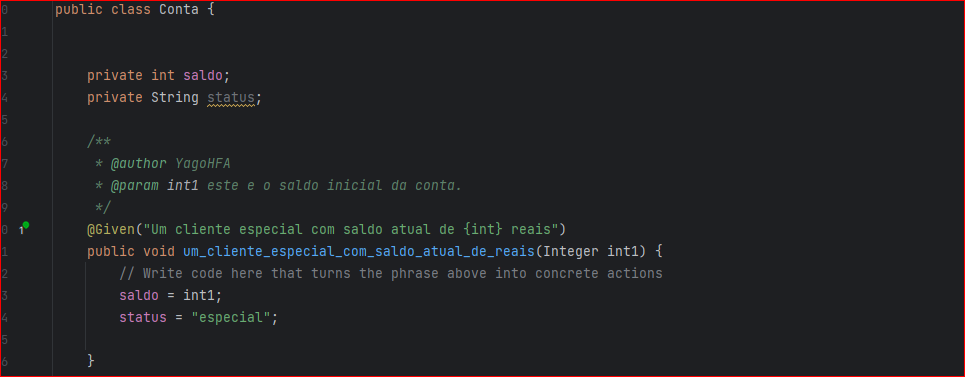 0 public class Conta {
1
2
3 private int saldo;
4 private String status;
5
6 /**
7 * @author YagoHFA
8 * @param int1 este e o saldo inicial da conta.
9 */
0 @Given("Um cliente especial com saldo atual de {int} reais")
1 public void um_cliente_especial_com_saldo_atual_de_reais(Integer int1) {
2 // Write code here that turns the phrase above into concrete actions
3 saldo = int1;
4 status = "especial";
5
6 }